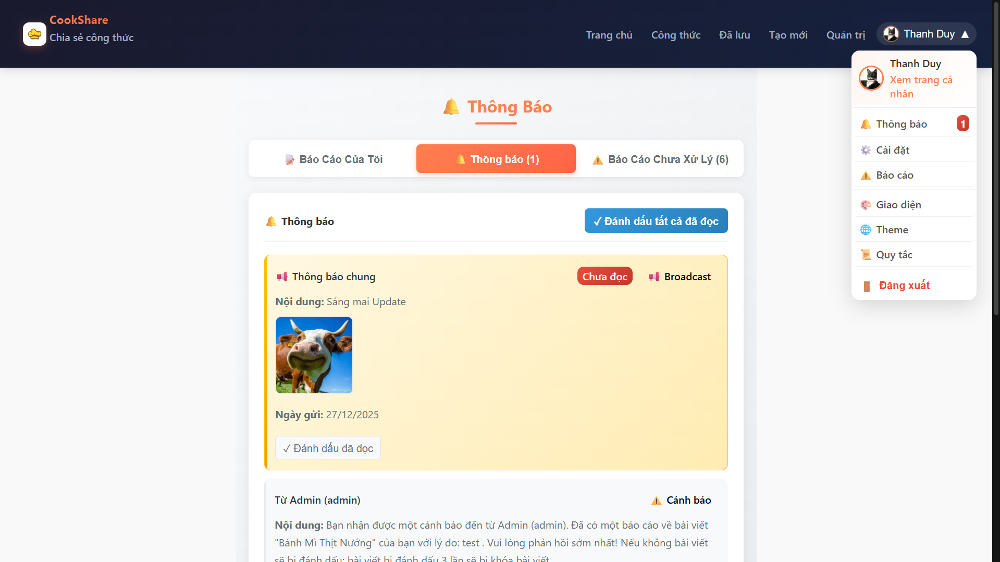 CookShare
Chia sẻ công thức
Trang chủ
Công thức
Đã lưu
Tạo mới
Quản trị
Thanh Duy ▲
Thanh Duy
Xem trang cá
nhân
Thông báo
1
Cài đặt
Báo cáo
Giao diện
Theme
Quy tắc
Đăng xuất
Thông Báo
Báo Cáo Của Tôi
Thông báo (1)
Báo Cáo Chưa Xử Lý (6)
Thông báo
✓ Đánh dấu tất cả đã đọc
Thông báo chung
Chưa đọc
Broadcast
Nội dung: Sáng mai Update
Ngày gửi: 27/12/2025
✓ Đánh dấu đã đọc
Từ Admin (admin)
Cảnh báo
Nội dung: Bạn nhận được một cảnh báo đến từ Admin (admin). Đã có một báo cáo về bài viết
"Bánh Mì Thịt Nướng" của bạn với lý do: test . Vui lòng phản hồi sớm nhất! Nếu không bài viết
sẽ bị đánh dấu; bài viết bị đánh dấu 3 lần sẽ bị khóa bài viết